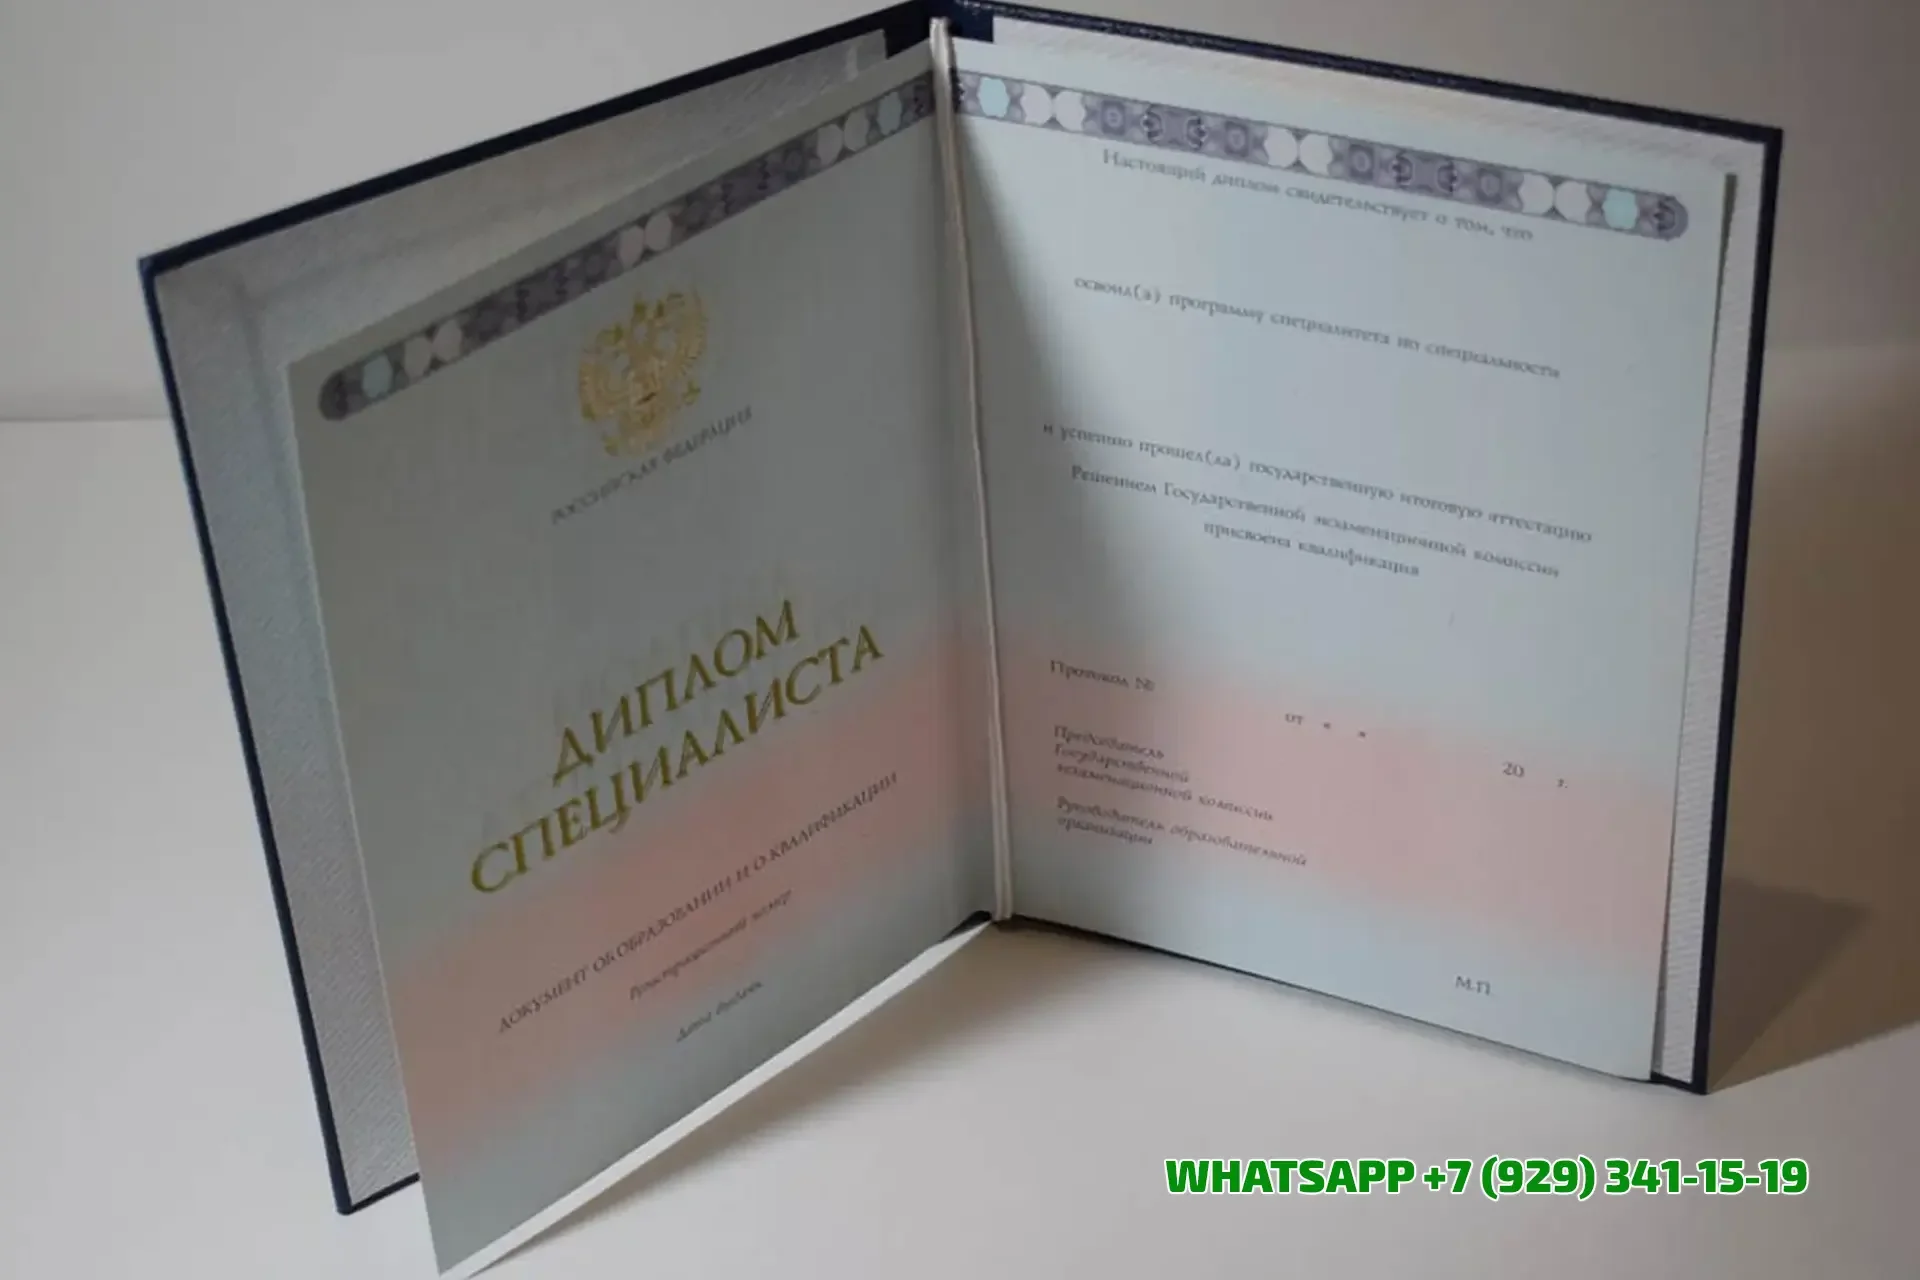 РОССИЙСКАЯ ФЕДЕРАЦИЯ
ДИПЛОМ
СПЕЦИАЛИСТА
ДОКУМЕНТ ОБ ОБРАЗОВАНИИ И О КВАЛИФИКАЦИИ
Регистрационный номер
Дата выдачи
Настоящий диплом свидетельствует о том, что
освоил(а) программу специалитета по специальности
и успешно прошел(ла) государственную итоговую аттестацию
Решением Государственной экзаменационной комиссии
присвоена квалификация
Протокол №
от « »
20 г.
Председатель
Государственной
экзаменационной комиссии
Руководитель образовательной
организации
М.П.
WHATSAPP +7 (929) 341-15-19